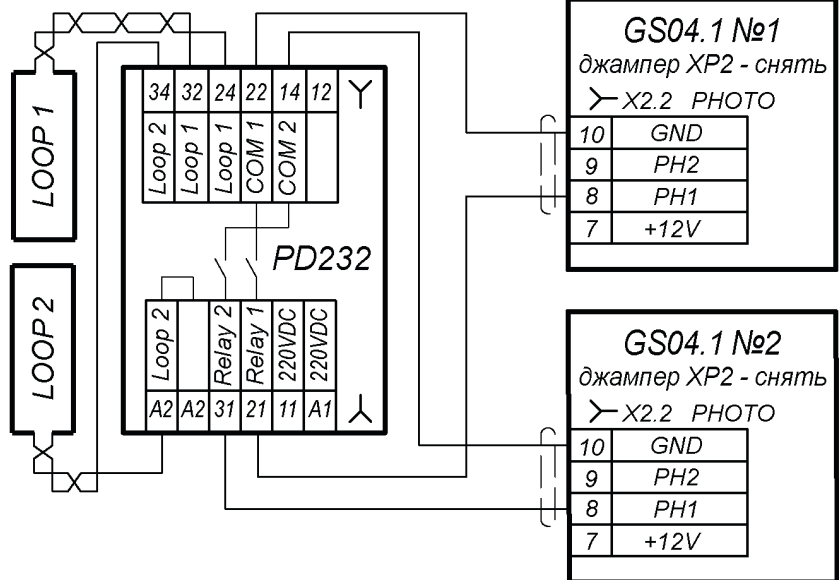 LOOP 1
LOOP 2
34 32 24 22 14 12
Loop 2
Loop 1
Loop 1
COM 1
COM 2
PD232
Loop 2
Relay 2
Relay 1
220VDC
220VDC
A2 A2 31 21 11 A1
GS04.1 №1
джампер XP2 - снять
X2.2 PHOTO
10 GND
9 PH2
8 PH1
7 +12V
GS04.1 №2
джампер XP2 - снять
X2.2 PHOTO
10 GND
9 PH2
8 PH1
7 +12V